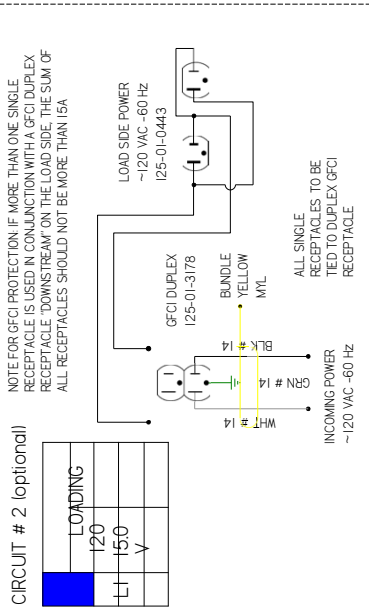 CIRCUIT # 2 (optional)
LOADING
120
L1 15.0
V
NOTE FOR GFCI PROTECTION: IF MORE THAN ONE SINGLE
RECEPTACLE IS USED IN CONJUNCTION WITH A GFCI DUPLEX
RECEPTACLE "DOWNSTREAM" ON THE LOAD SIDE, THE SUM OF
ALL RECEPTACLES SHOULD NOT BE MORE THAN 15A
LOAD SIDE POWER
~120 VAC -60 Hz
125-01-0443
GFCI DUPLEX
125-01-3178
BUNDLE
YELLOW
MYL
BLK # 14
GRN # 14
WHT # 14
INCOMING POWER
~120 VAC -60 Hz
ALL SINGLE
RECEPTACLES TO BE
TIED TO DUPLEX GFCI
RECEPTACLE